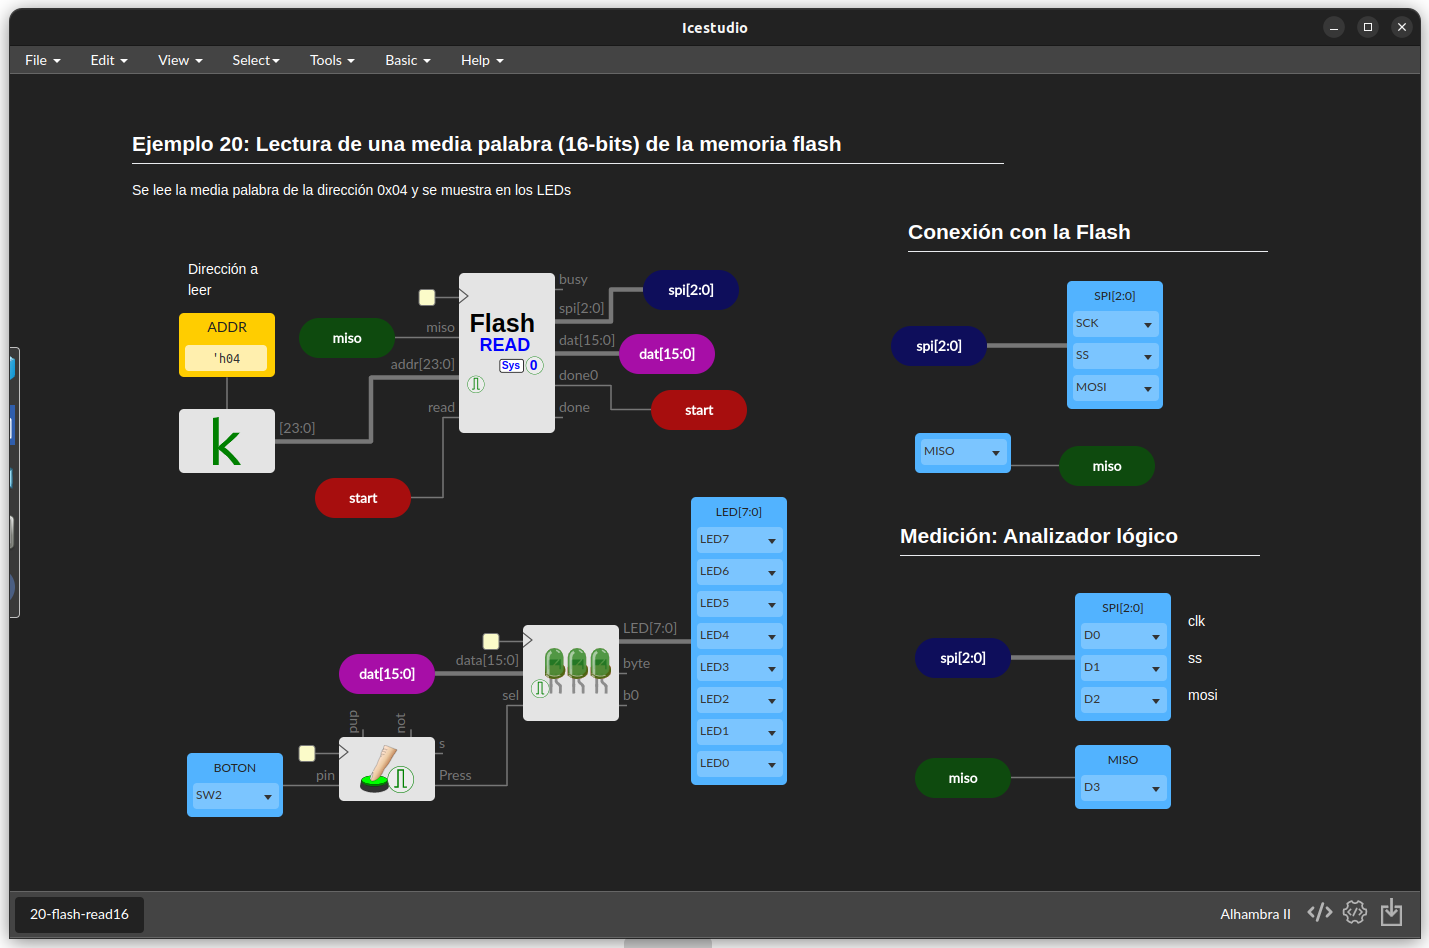 Icestudio
File Edit View Select Tools Basic Help
Ejemplo 20: Lectura de una media palabra (16-bits) de la memoria flash
Se lee la media palabra de la dirección 0x04 y se muestra en los LEDs
Dirección a
leer
ADDR
'h04
k
[23:0]
miso
start
miso
addr[23:0]
read
Flash
READ
Sys 0
busy
spi[2:0]
dat[15:0]
done0
done
spi[2:0]
dat[15:0]
start
dat[15:0]
data[15:0]
sel
LED[7:0]
byte
b0
BOTON
SW2
pin
pup
not
s
Press
LED[7:0]
LED7
LED6
LED5
LED4
LED3
LED2
LED1
LED0
Conexión con la Flash
spi[2:0]
SPI[2:0]
SCK
SS
MOSI
MISO
miso
Medición: Analizador lógico
spi[2:0]
SPI[2:0]
D0
D1
D2
clk
ss
mosi
miso
MISO
D3
20-flash-read16
Alhambra II